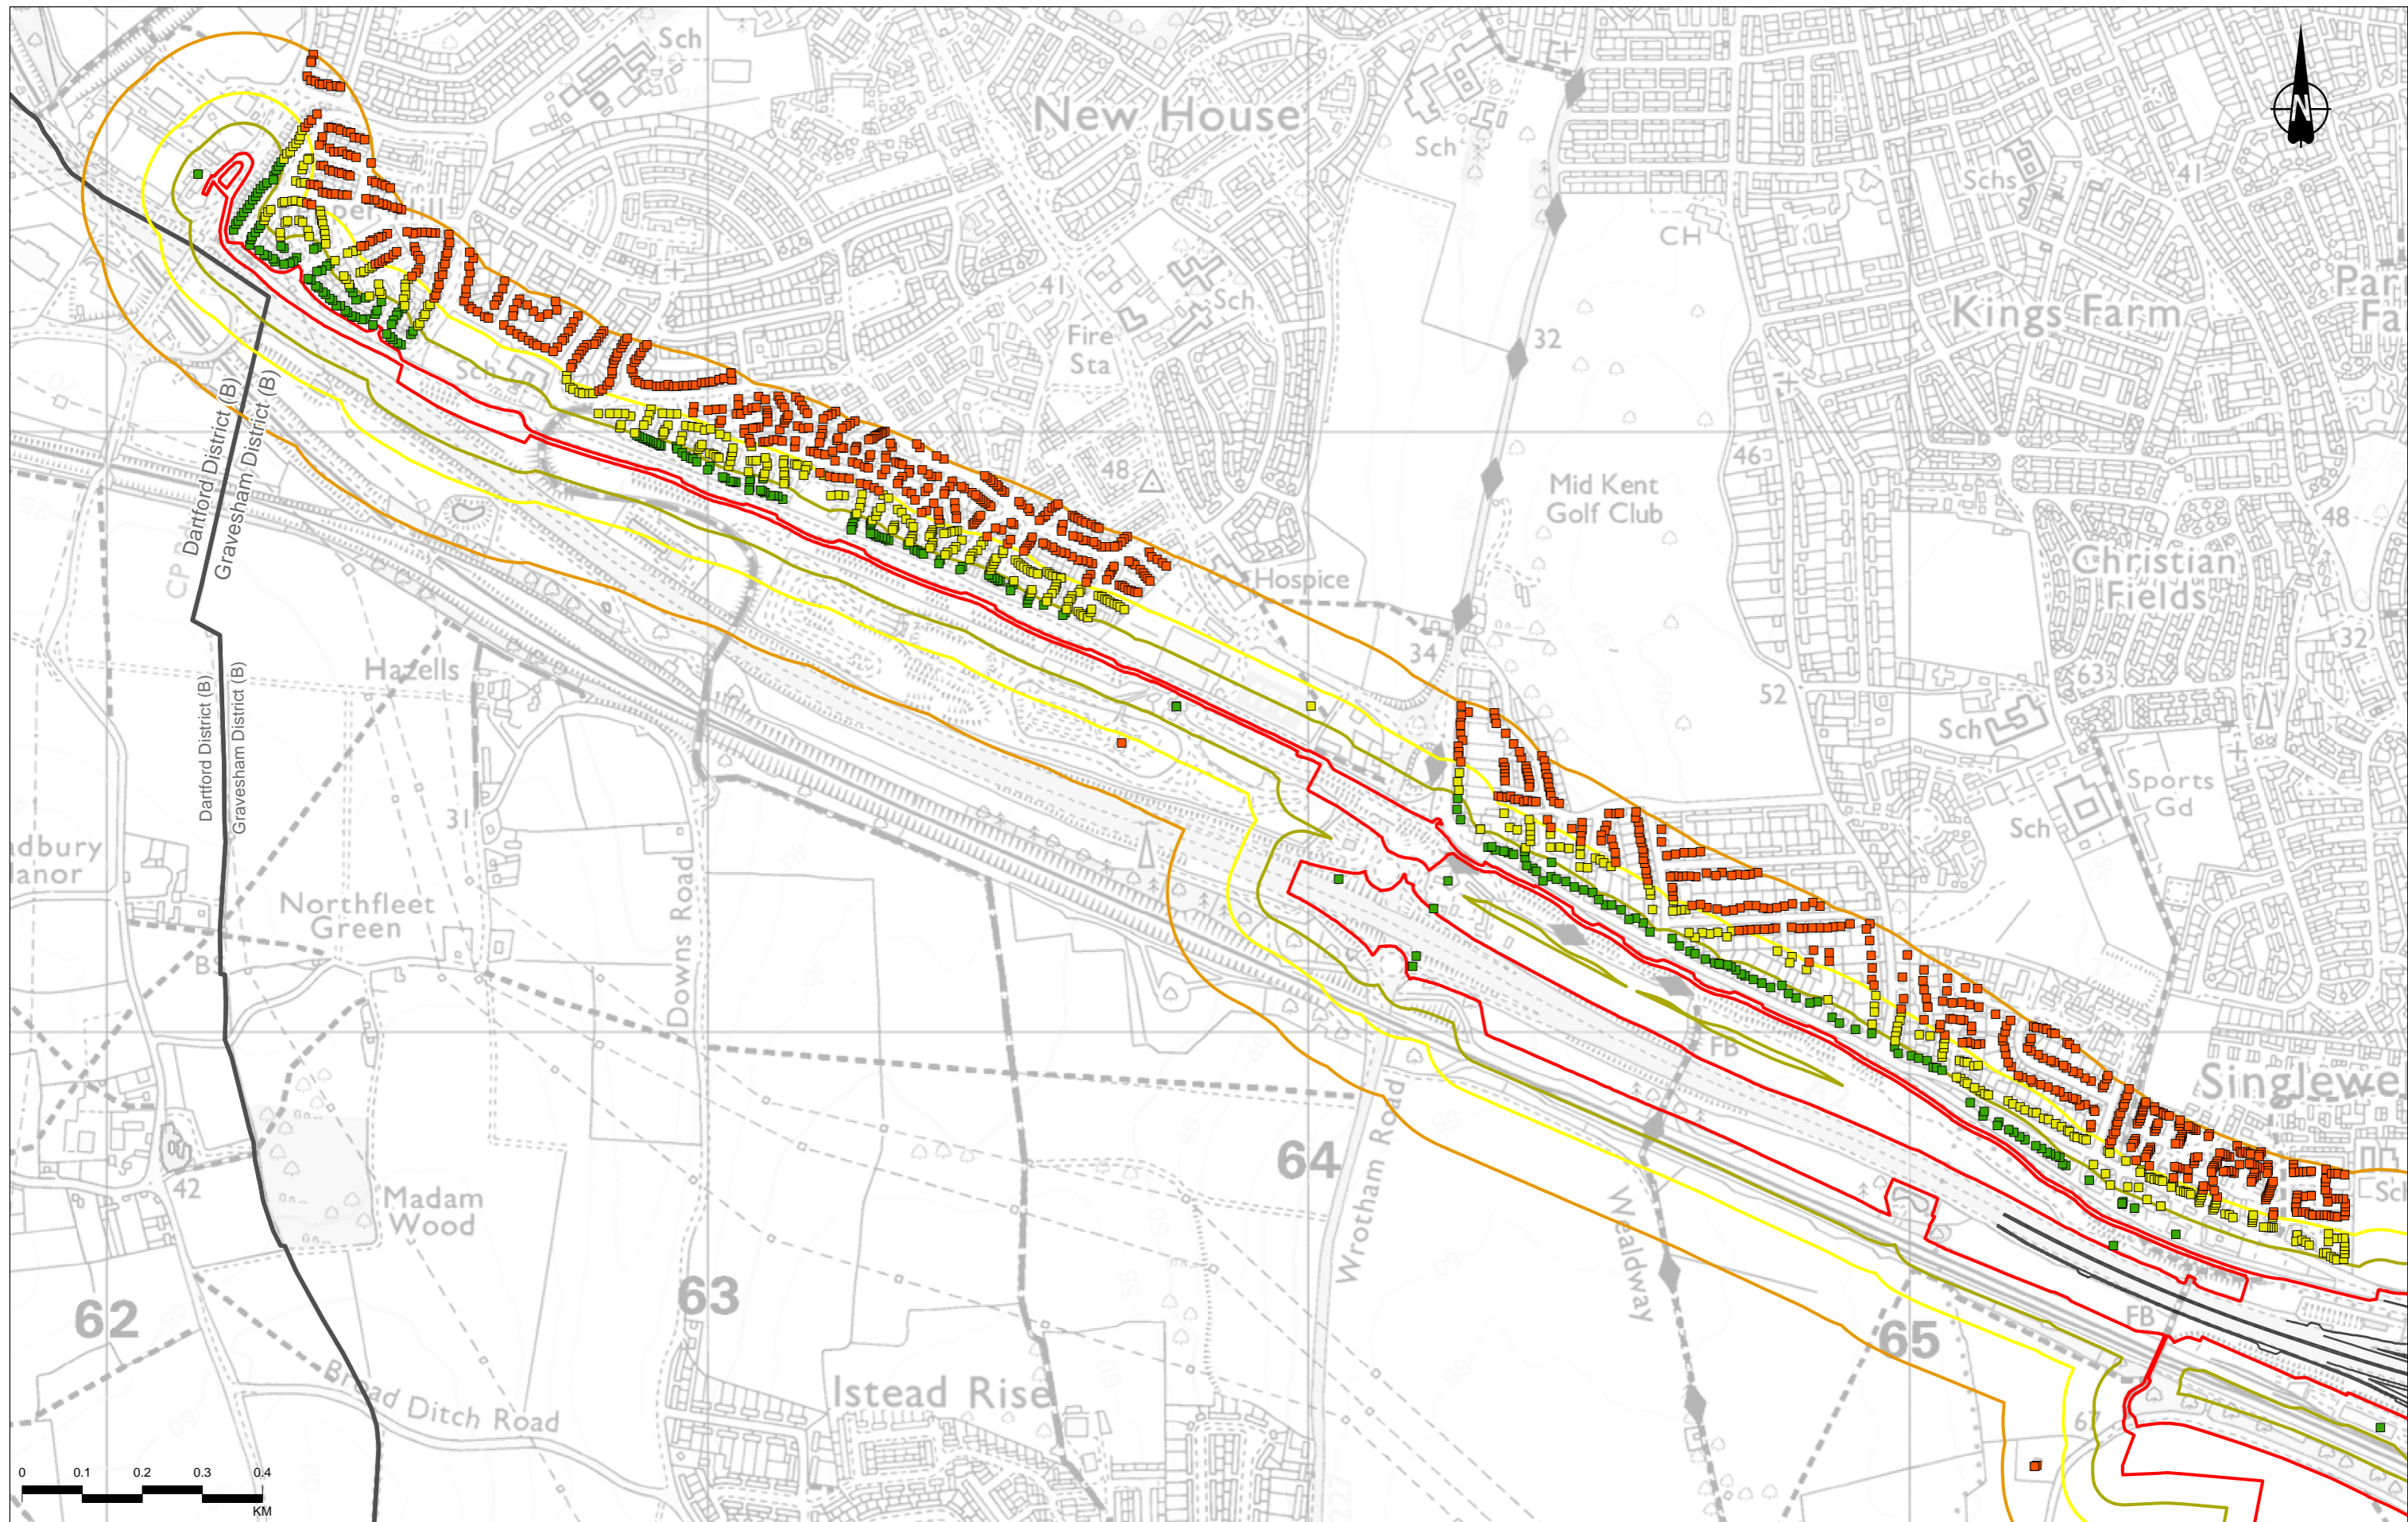 Sch
New House
N
Sch
Schs
41
CH
Kings Farm
41
Sch
32
Fire
Sta
46
48
Mid Kent
Golf Club
48
Christian
Fields
Hospice
Dartford District (B)
Gravesham District (B)
CP
34
32
63
52
Hazells
Dartford District (B)
Gravesham District (B)
31
Sch
Sports
Gd
Sch
Northfleet
Green
BS
Downs Road
FB
Singlewe
64
Wrotham Road
42
Madam
Wood
Wealdway
Sch
62
63
65
FB
Broad Ditch Road
Istead Rise
67
0 0.1 0.2 0.3 0.4
KM